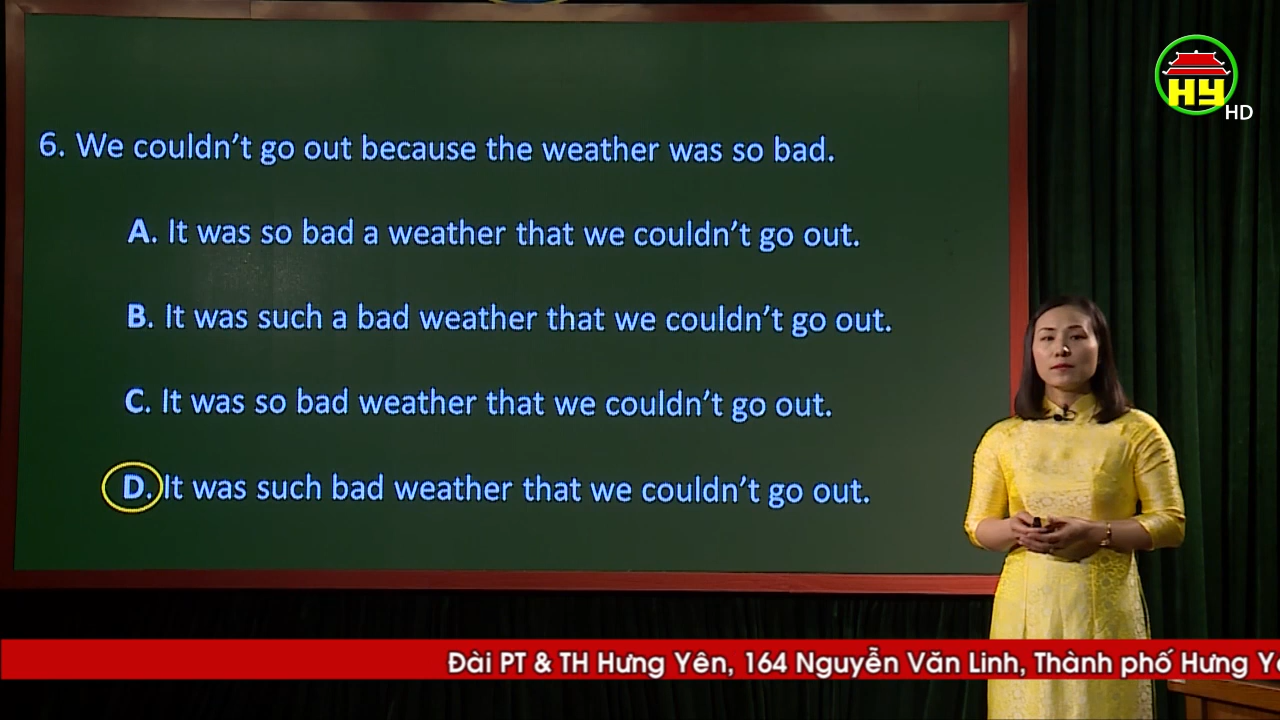 HY
HD
6. We couldn't go out because the weather was so bad.
A. It was so bad a weather that we couldn't go out.
B. It was such a bad weather that we couldn't go out.
C. It was so bad weather that we couldn't go out.
D. It was such bad weather that we couldn't go out.
Đài PT & TH Hưng Yên, 164 Nguyễn Văn Linh, Thành phố Hưng